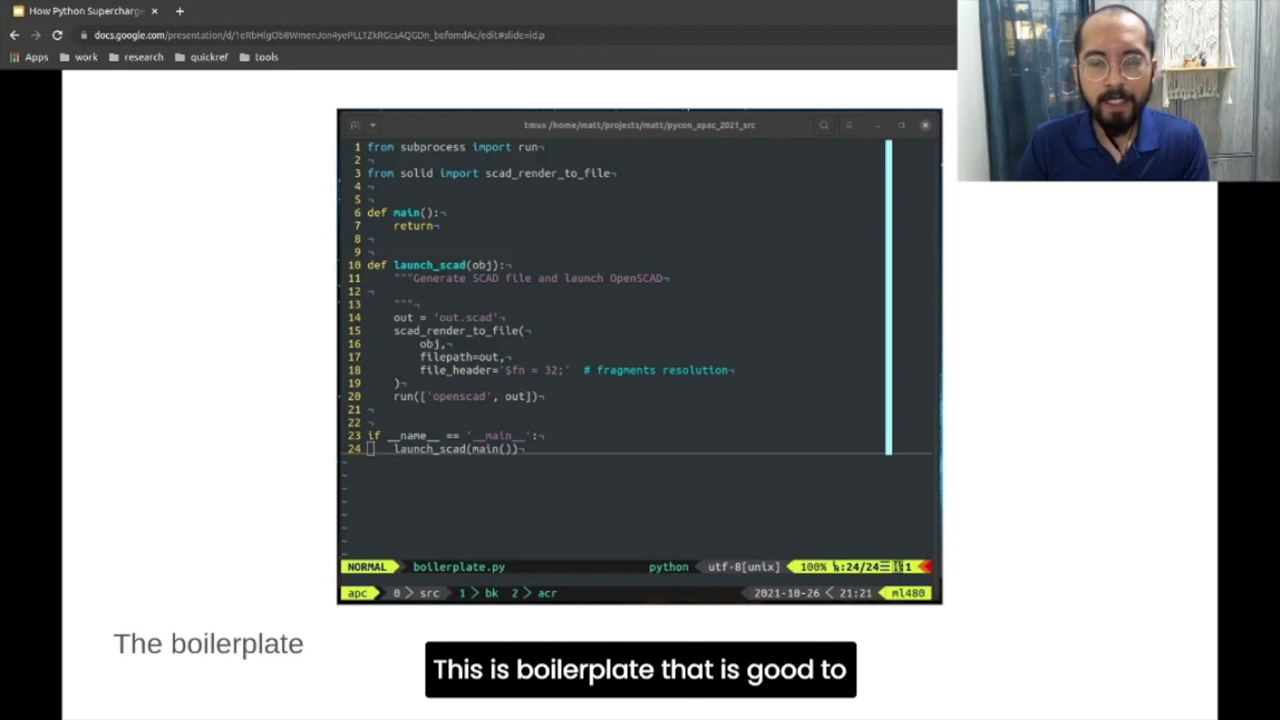 How Python Supercharge
docs.google.com/presentation/d/1eRbHlgOb8WmenJon4yePLLTZkRGcsAQGDn_befomdAc/edit#slide=id.p
Apps work research quickref tools
tmux /home/matt/projects/matt/pycon_apac_2021_src
1 from subprocess import run¬
2 ¬
3 from solid import scad_render_to_file¬
4 ¬
5 ¬
6 def main():¬
7 return¬
8 ¬
9 ¬
10 def launch_scad(obj):¬
11 """Generate SCAD file and launch OpenSCAD¬
12 ¬
13 """¬
14 out = 'out.scad'¬
15 scad_render_to_file(¬
16 obj,¬
17 filepath=out,¬
18 file_header='$fn = 32;' # fragments resolution¬
19 )¬
20 run(['openscad', out])¬
21 ¬
22 ¬
23 if __name__ == '__main__':¬
24 launch_scad(main())¬
NORMAL boilerplate.py python utf-8[unix] 100% 24/24 1
apc 0 src 1 bk 2 acr 2021-10-26 21:21 ml480
The boilerplate
This is boilerplate that is good to